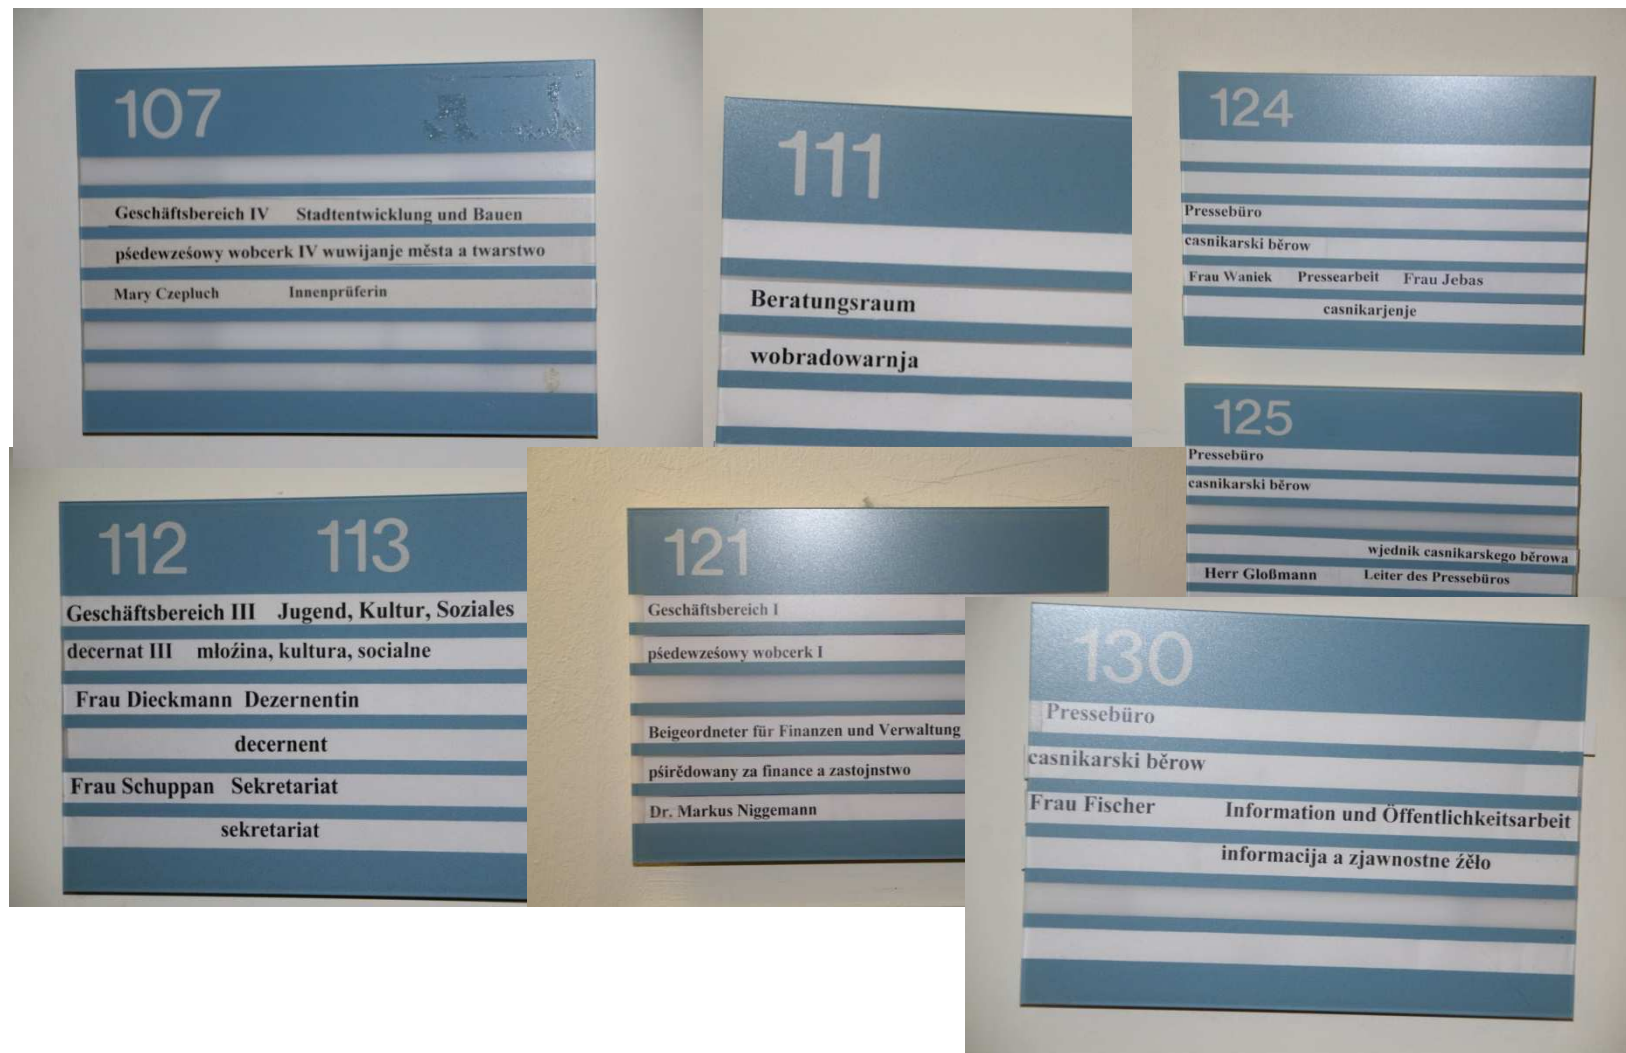 107
Geschäftsbereich IV Stadtentwicklung und Bauen
pśedewześowy wobcerk IV wuwijanje města a twarstwo
Mary Czepluch Innenprüferin
111
Beratungsraum
wobradowarnja
124
Pressebüro
casnikarski běrow
Frau Waniek Pressearbeit Frau Jebas
casnikarjenje
125
Pressebüro
casnikarski běrow
wjednik casnikarskego běrowa
Herr Gloßmann Leiter des Pressebüros
112 113
Geschäftsbereich III Jugend, Kultur, Soziales
decernat III młoźina, kultura, socialne
Frau Dieckmann Dezernentin
decernent
Frau Schuppan Sekretariat
sekretariat
121
Geschäftsbereich I
pśedewześowy wobcerk I
Beigeordneter für Finanzen und Verwaltung
pśirědowany za finance a zastojnstwo
Dr. Markus Niggemann
130
Pressebüro
casnikarski běrow
Frau Fischer Information und Öffentlichkeitsarbeit
informacija a zjawnostne źěło